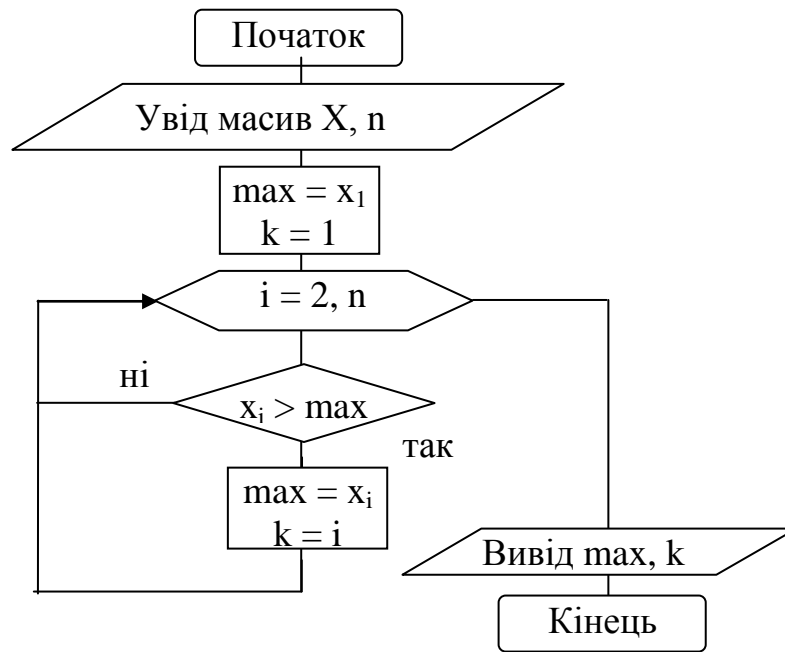 Початок
Увід масив X, n
max = x₁
k = 1
i = 2, n
ні
xᵢ > max
так
max = xᵢ
k = i
Вивід max, k
Кінець